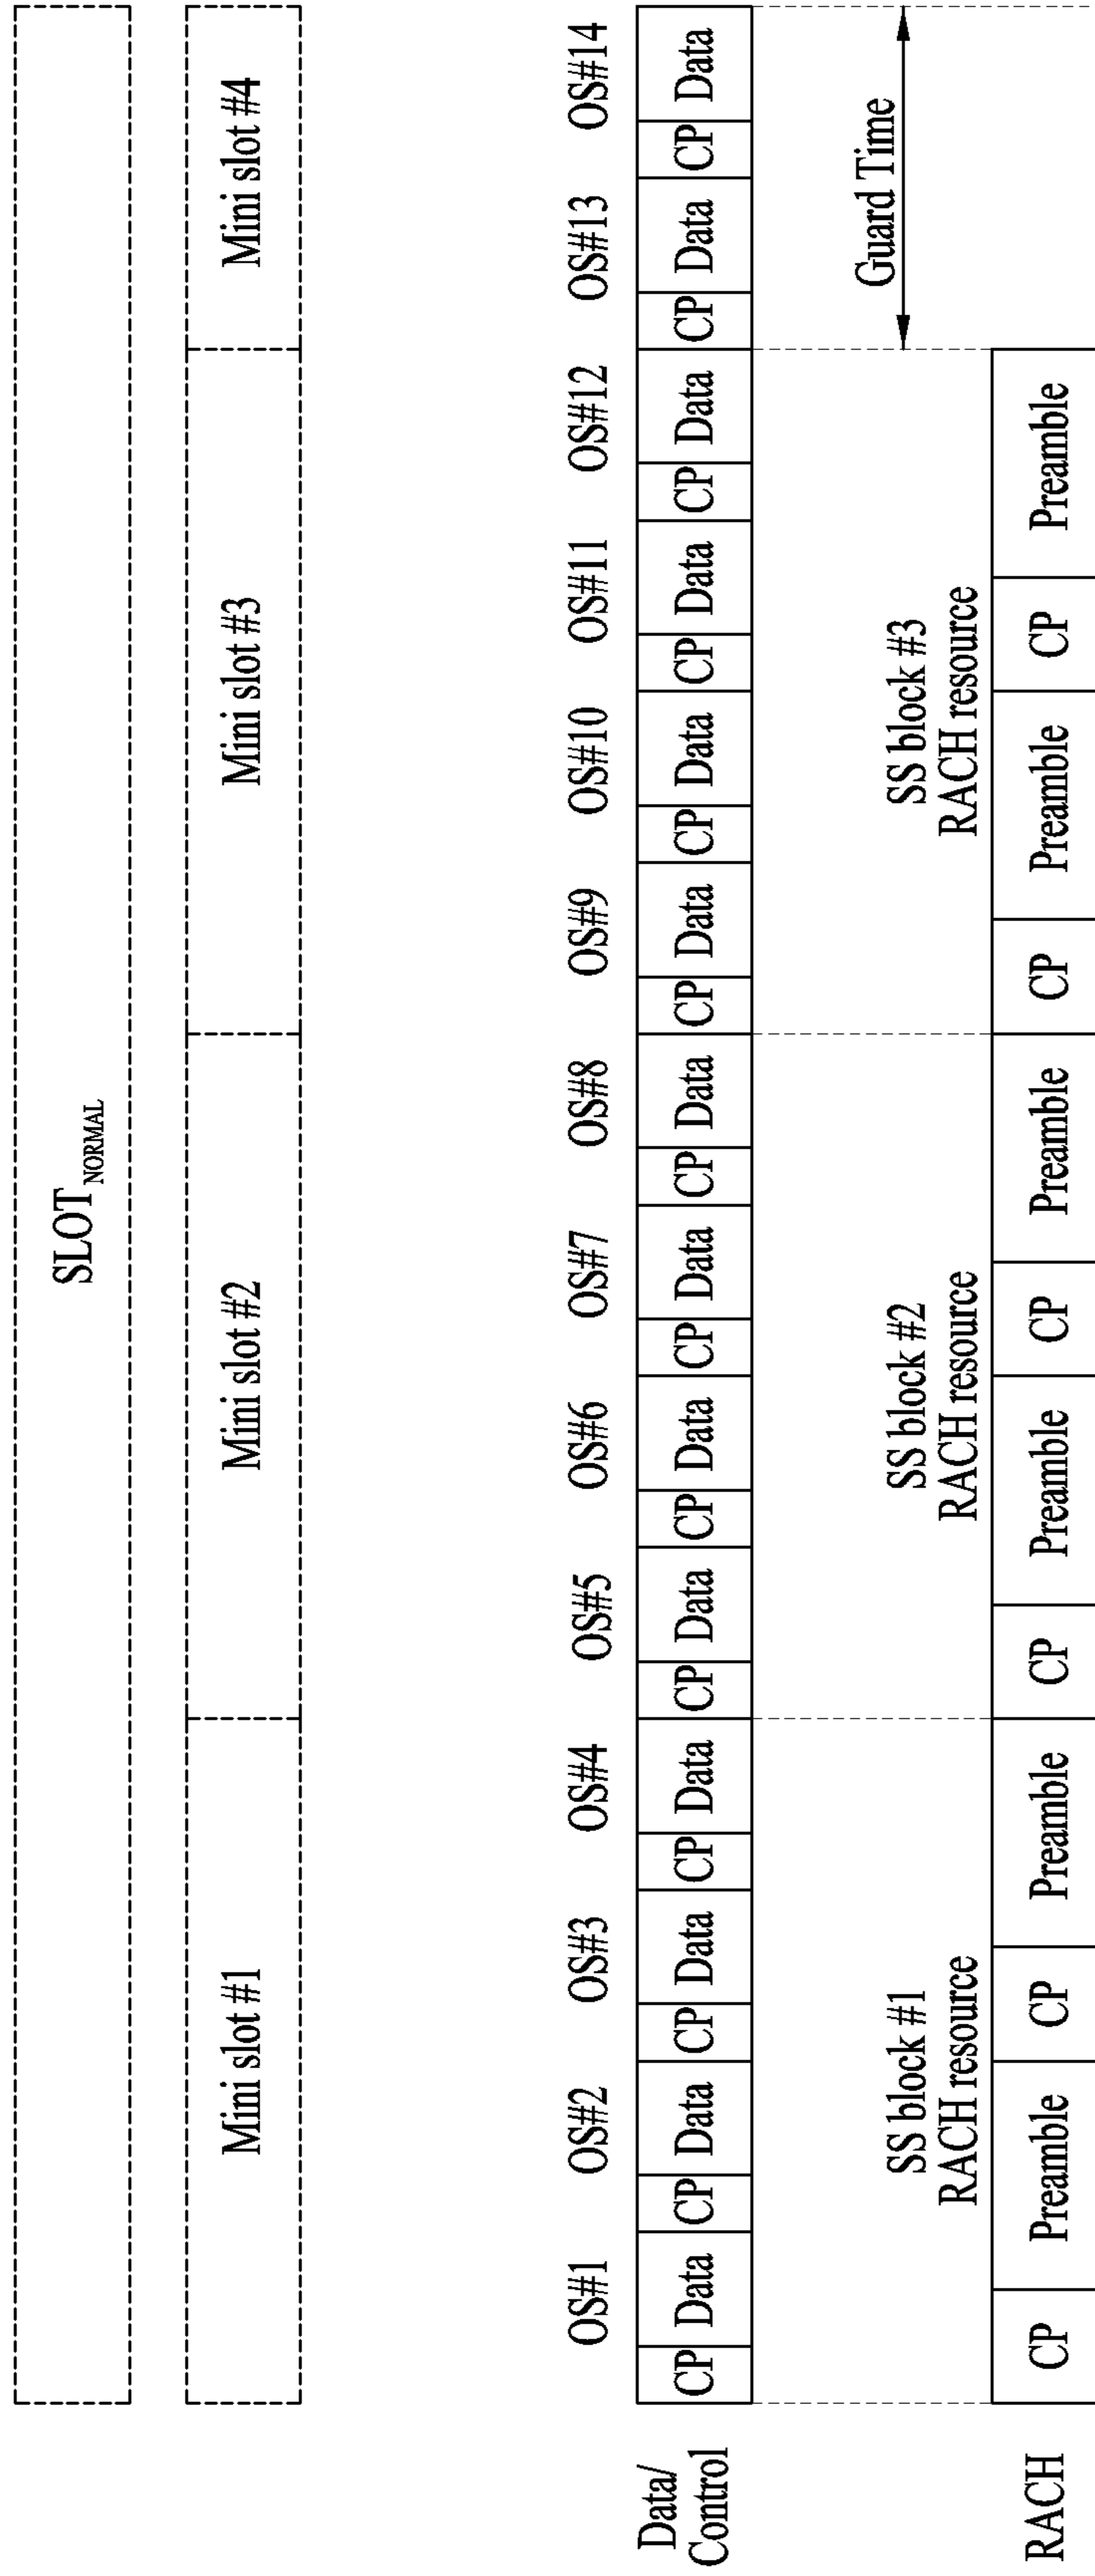 SLOT NORMAL
Mini slot #1 Mini slot #2 Mini slot #3 Mini slot #4
OS#1 OS#2 OS#3 OS#4 OS#5 OS#6 OS#7 OS#8 OS#9 OS#10 OS#11 OS#12 OS#13 OS#14
Data/
Control
CP Data CP Data CP Data CP Data CP Data CP Data CP Data CP Data CP Data CP Data CP Data CP Data CP Data CP Data
Guard Time
SS block #1
RACH resource
SS block #2
RACH resource
SS block #3
RACH resource
RACH
CP Preamble CP Preamble CP Preamble CP Preamble CP Preamble CP Preamble